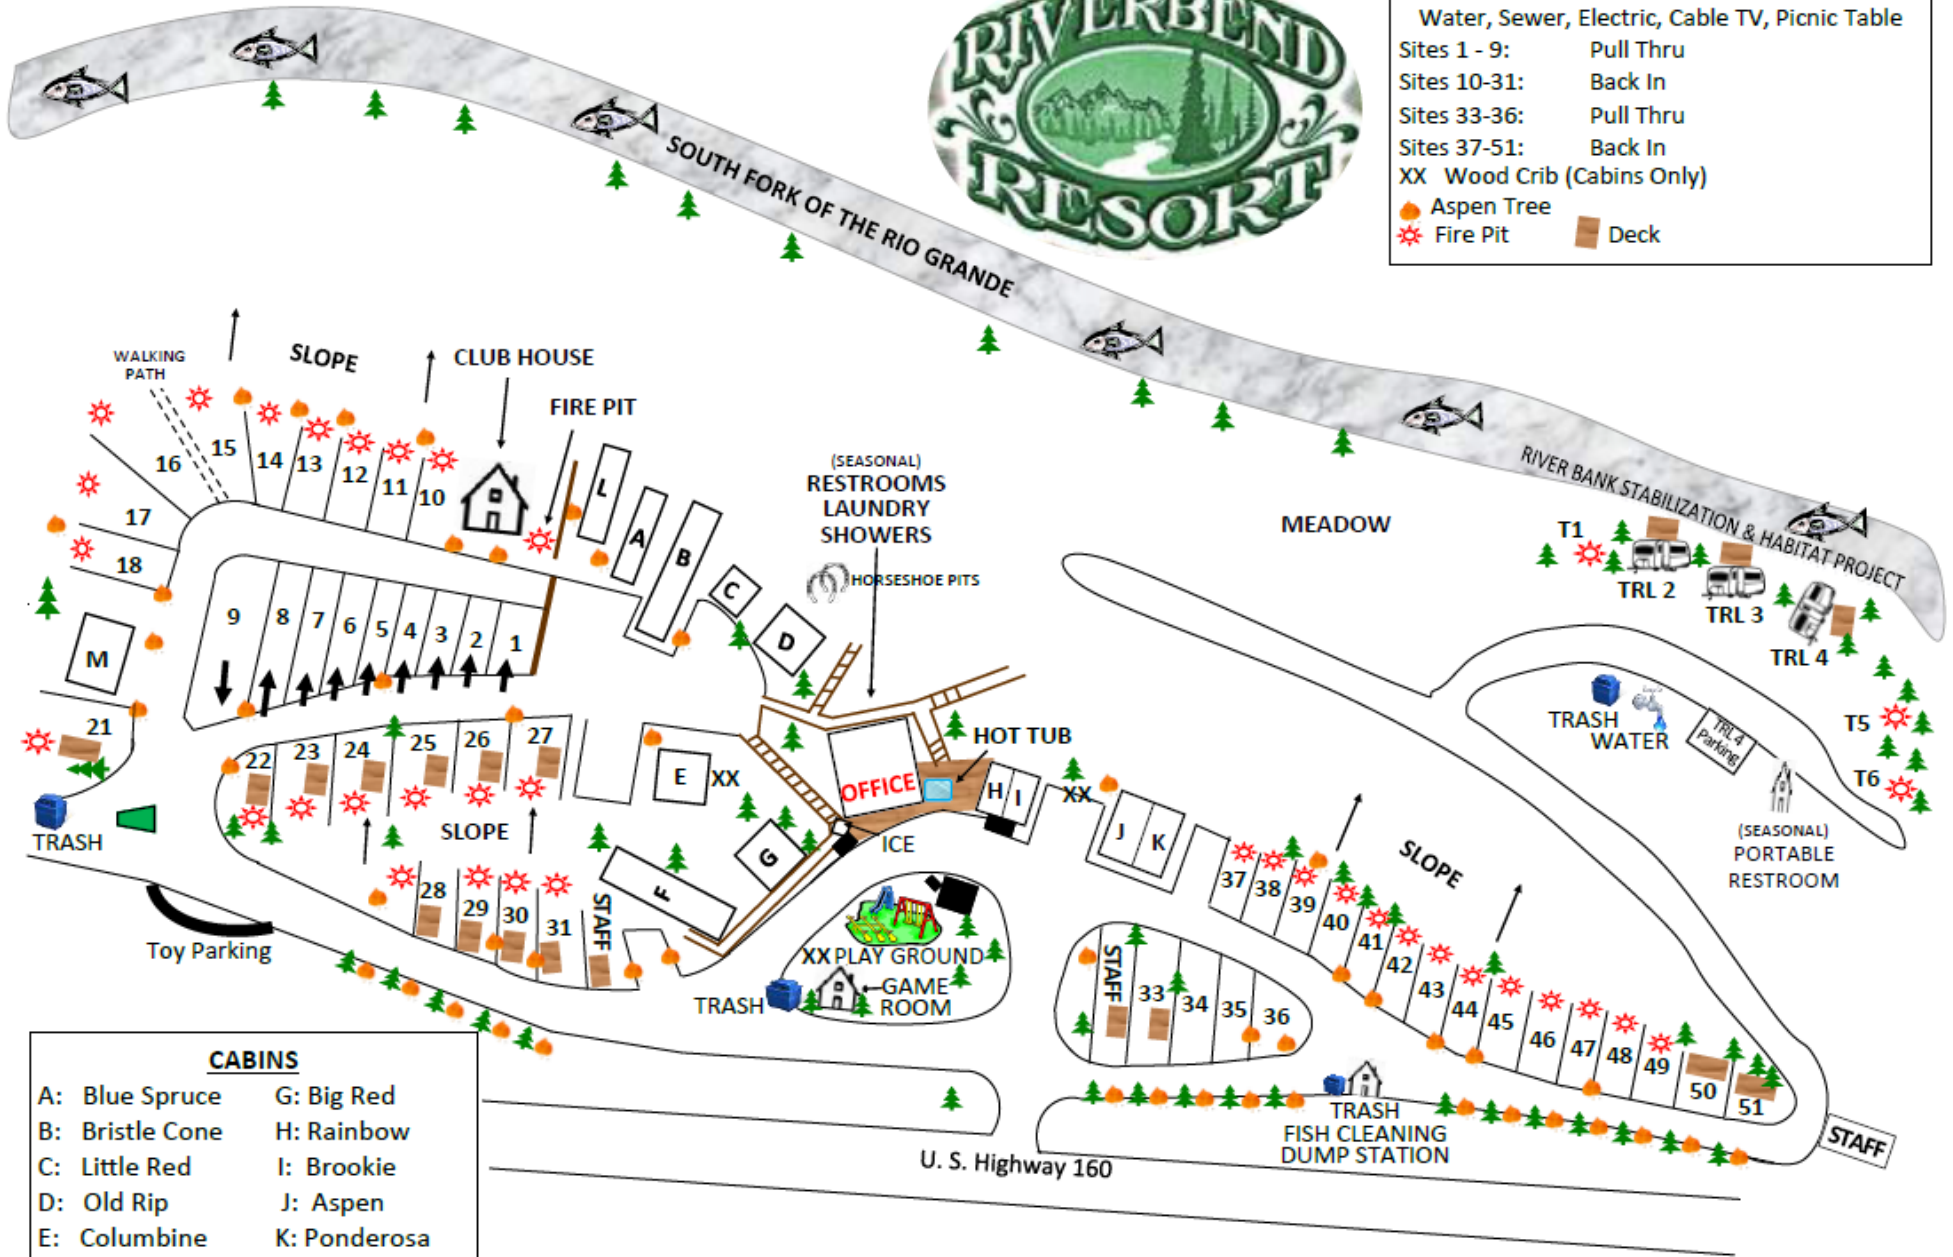 RIVERBEND
RESORT
Water, Sewer, Electric, Cable TV, Picnic Table
Sites 1 - 9: Pull Thru
Sites 10-31: Back In
Sites 33-36: Pull Thru
Sites 37-51: Back In
XX Wood Crib (Cabins Only)
Aspen Tree
Fire Pit Deck
SOUTH FORK OF THE RIO GRANDE
RIVER BANK STABILIZATION & HABITAT PROJECT
WALKING
PATH
SLOPE
CLUB HOUSE
FIRE PIT
(SEASONAL)
RESTROOMS
LAUNDRY
SHOWERS
HORSESHOE PITS
MEADOW
T1
TRL 2
TRL 3
TRL 4
T5
T6
TRASH
WATER
TRL 4
Parking
(SEASONAL)
PORTABLE
RESTROOM
16
15
14
13
12
11
10
17
18
L
A
B
C
D
M
9
8
7
6
5
4
3
2
1
21
22
23
24
25
26
27
E
XX
OFFICE
HOT TUB
H
I
XX
J
K
ICE
G
F
TRASH
SLOPE
28
29
30
31
STAFF
Toy Parking
XX PLAY GROUND
GAME
ROOM
TRASH
SLOPE
37
38
39
40
41
42
43
44
45
46
47
48
49
50
51
STAFF
33
34
35
36
TRASH
FISH CLEANING
DUMP STATION
STAFF
U. S. Highway 160
CABINS
A: Blue Spruce G: Big Red
B: Bristle Cone H: Rainbow
C: Little Red I: Brookie
D: Old Rip J: Aspen
E: Columbine K: Ponderosa